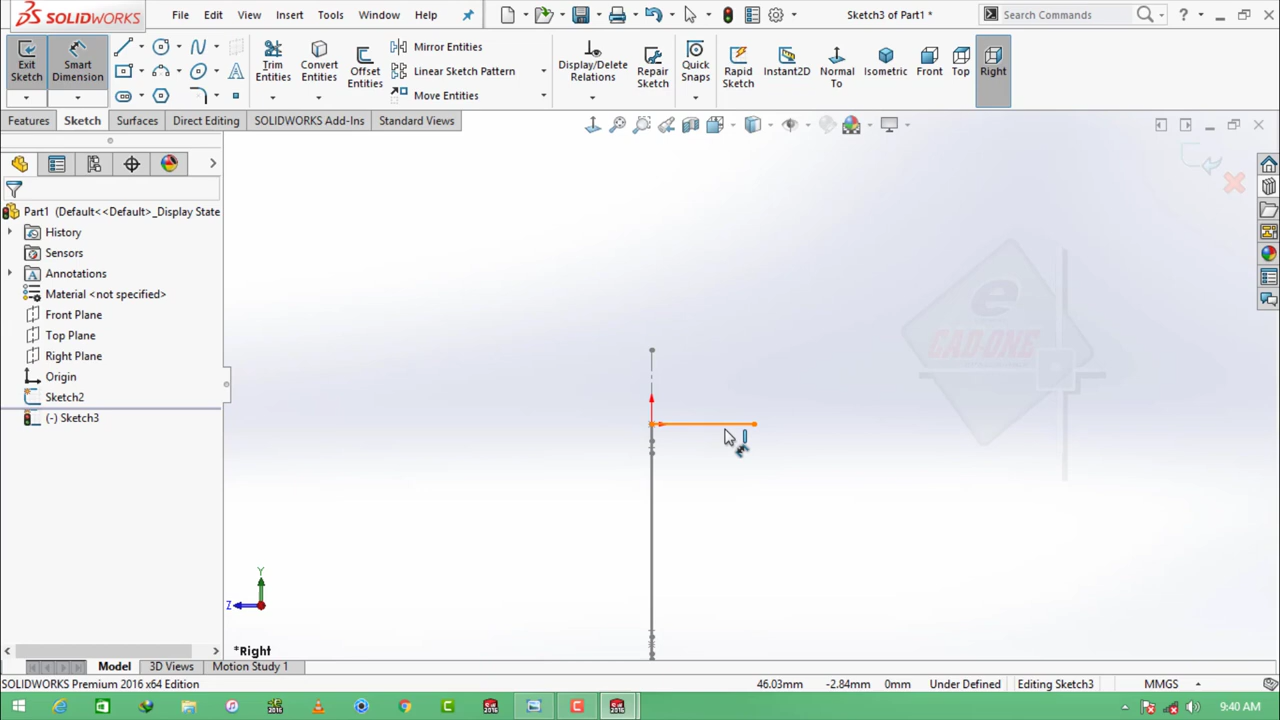 SOLIDWORKS File Edit View Insert Tools Window Help Sketch3 of Part1 * Search Commands ?
Exit Sketch
Smart Dimension
Trim Entities
Convert Entities
Offset Entities
Mirror Entities
Linear Sketch Pattern
Move Entities
Display/Delete Relations
Repair Sketch
Quick Snaps
Rapid Sketch
Instant2D
Normal To
Isometric
Front
Top
Right
Features Sketch Surfaces Direct Editing SOLIDWORKS Add-Ins Standard Views
Part1 (Default<<Default>_Display State
History
Sensors
Annotations
Material <not specified>
Front Plane
Top Plane
Right Plane
Origin
Sketch2
(-) Sketch3
e
CAD-ONE
Y
Z
*Right
Model 3D Views Motion Study 1
SOLIDWORKS Premium 2016 x64 Edition 46.03mm -2.84mm 0mm Under Defined Editing Sketch3 MMGS
9:40 AM